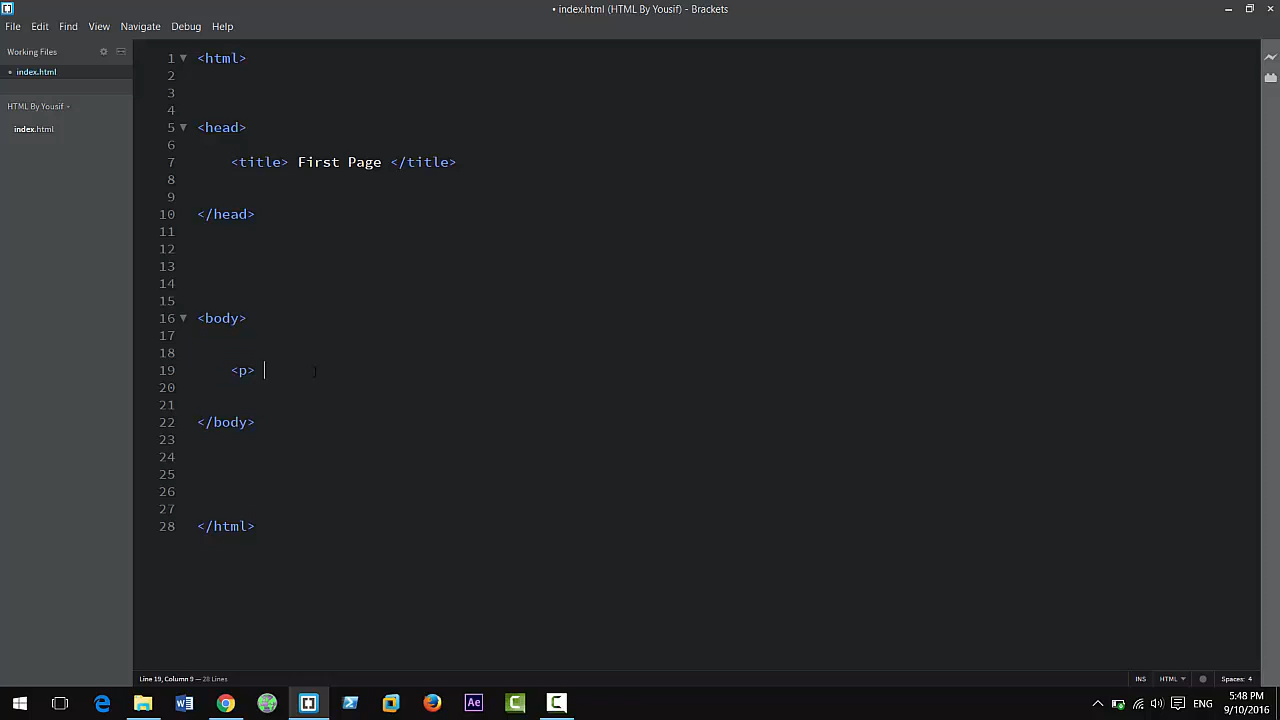 • index.html (HTML By Yousif) - Brackets
File Edit Find View Navigate Debug Help
Working Files
• index.html
HTML By Yousif
index.html
1 <html>
2
3
4
5 <head>
6
7 <title> First Page </title>
8
9
10 </head>
11
12
13
14
15
16 <body>
17
18
19 <p>
20
21
22 </body>
23
24
25
26
27
28 </html>
Line 19, Column 9 — 28 Lines
INS HTML Spaces: 4
Ae
ENG
5:48 PM
9/10/2016